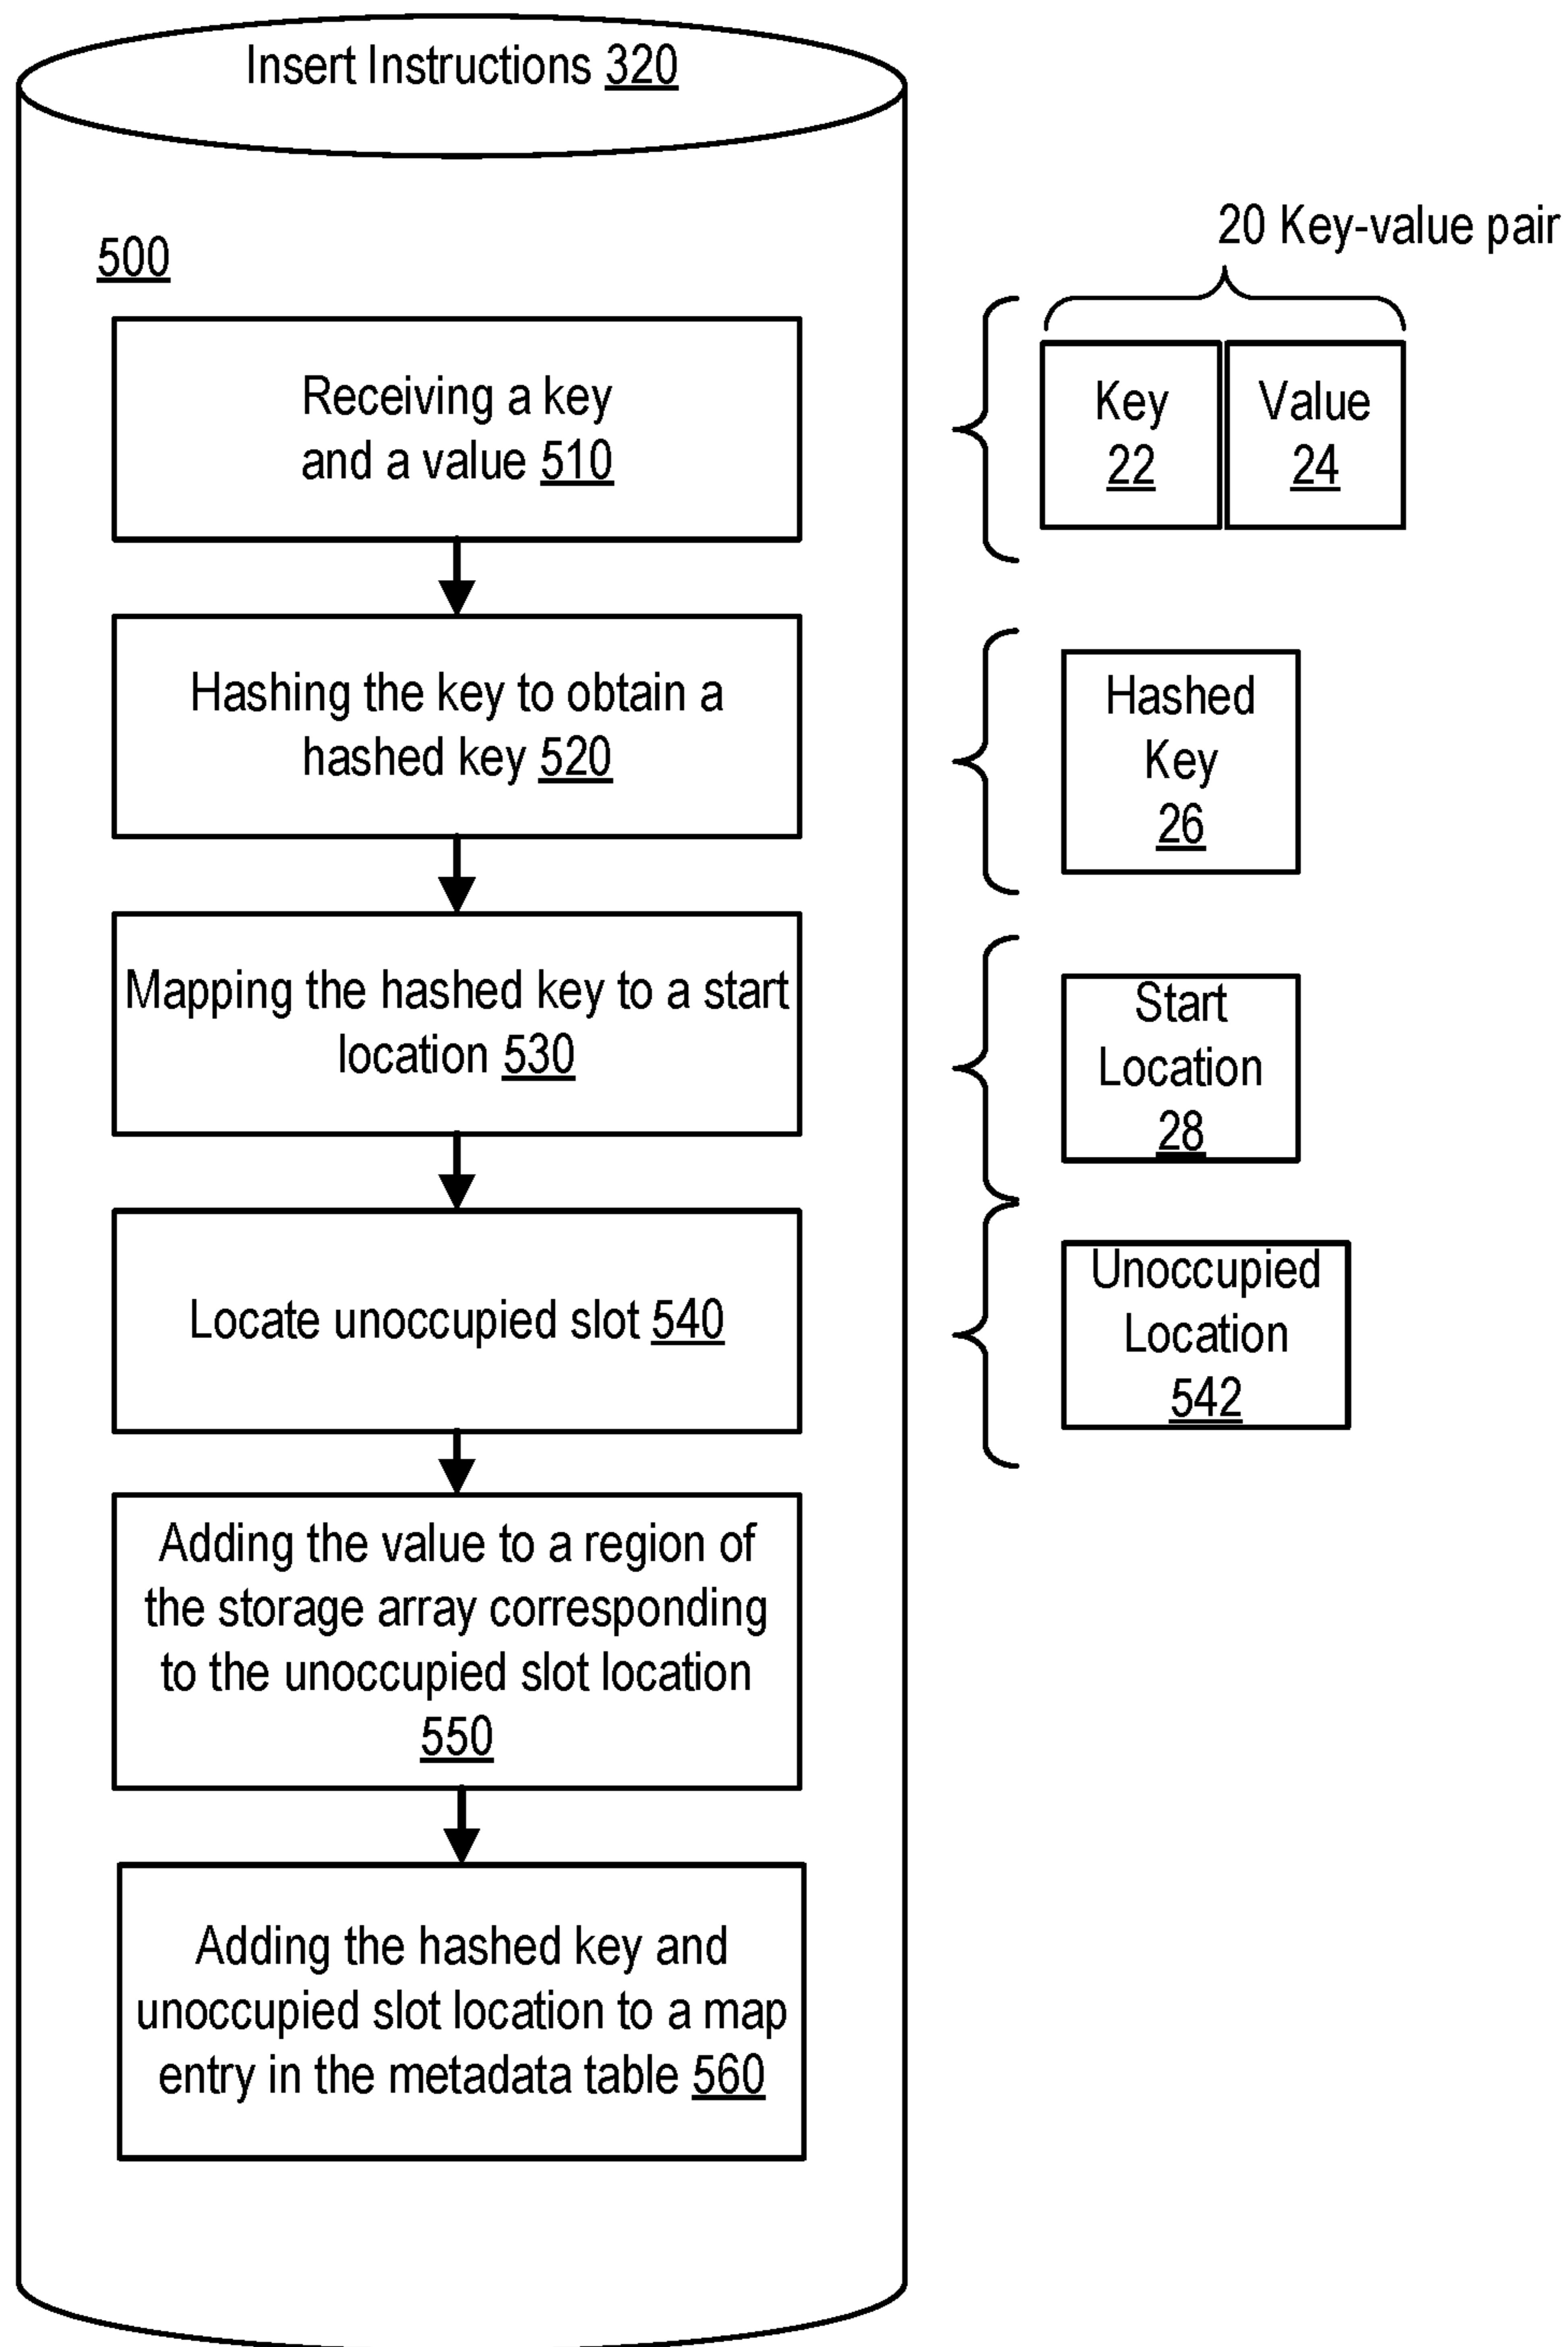 Insert Instructions 320
500
20 Key-value pair
Receiving a key
and a value 510
Key
22
Value
24
Hashing the key to obtain a
hashed key 520
Hashed
Key
26
Mapping the hashed key to a start
location 530
Start
Location
28
Locate unoccupied slot 540
Unoccupied
Location
542
Adding the value to a region of
the storage array corresponding
to the unoccupied slot location
550
Adding the hashed key and
unoccupied slot location to a map
entry in the metadata table 560